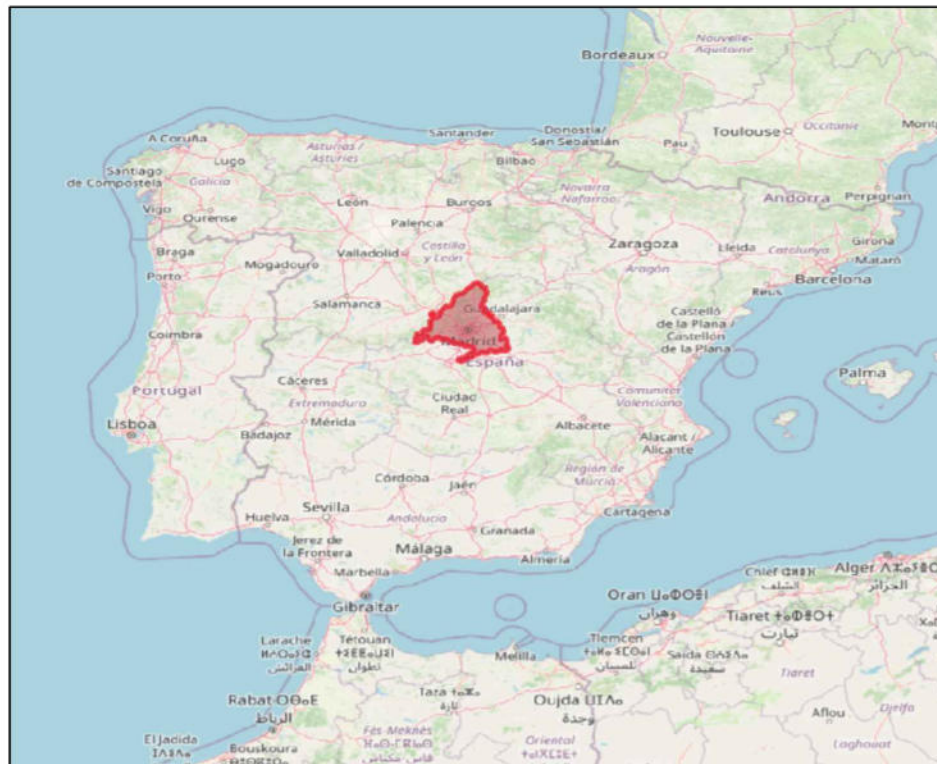 Nouvelle-
Aquitaine
Bordeaux
Toulouse
Occitanie
Pau
Perpignan
A Coruña
Santander
Donostia/
San Sebastián
Bilbao
Asturias /
Asturies
Lugo
Santiago
de Compostela
Galicia
Vigo
Ourense
León
Burgos
Navarra
Nafarroa
Palencia
Castilla
y León
Valladolid
Andorra
Girona
Zaragoza
Lleida
Catalunya
Mataró
Aragón
Barcelona
Reus
Braga
Mogadouro
Porto
Salamanca
Guadalajara
Madrid
España
Castelló
de la Plana /
Castellón
de la Plana
Coimbra
Portugal
Cáceres
Extremadura
Mérida
Badajoz
Lisboa
Ciudad
Real
Albacete
Comunitat
Valenciana
Palma
Alacant /
Alicante
Región de
Murcia
Cartagena
Córdoba
Jaén
Sevilla
Huelva
Andalucía
Granada
Jerez de
la Frontera
Málaga
Almería
Marbella
Gibraltar
Alger
الجزائر
Chlef
الشلف
Oran
وهران
Tiaret
تيارت
Larache
العرائش
Tétouan
تطوان
Melilla
Tlemcen
تلمسان
Saïda
سعيدة
Tiaret
Rabat
الرباط
Taza
تازة
Oujda
وجدة
Aflou
Djelfa
El Jadida
Bouskoura
Fès-Meknès
فاس مكناس
Oriental
Laghouat